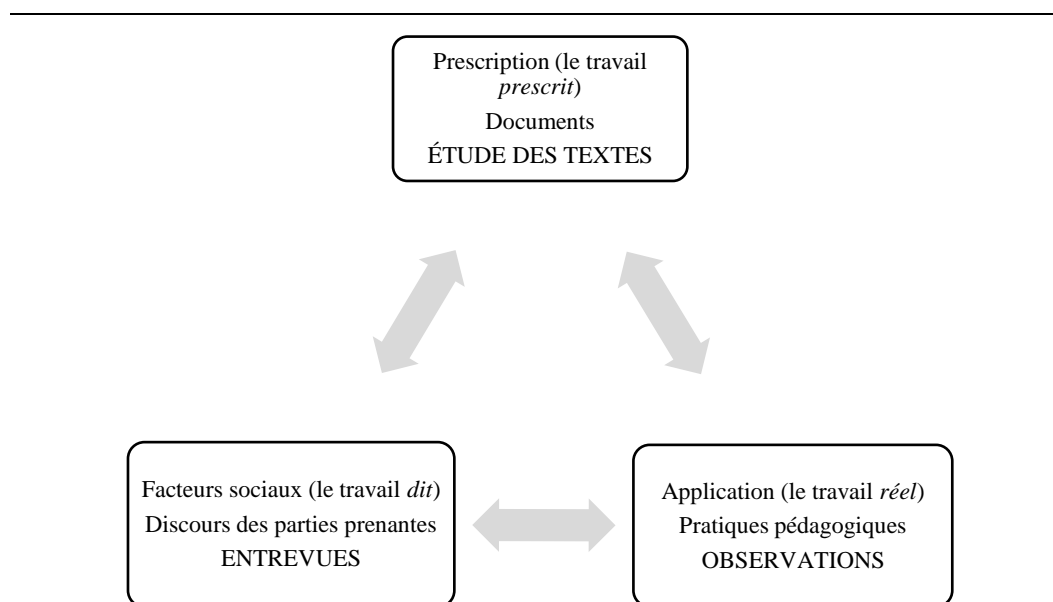 Prescription (le travail
prescrit)
Documents
ÉTUDE DES TEXTES
Facteurs sociaux (le travail dit)
Discours des parties prenantes
ENTREVUES
Application (le travail réel)
Pratiques pédagogiques
OBSERVATIONS